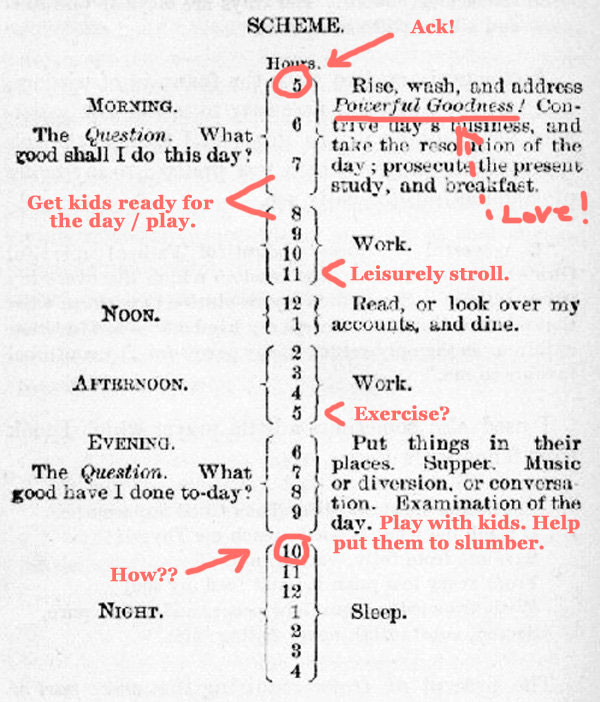 SCHEME.
Ack!
Hours.
5 Rise, wash, and address
MORNING. Powerful Goodness! Con-
The Question. What 6 trive day's business, and
good shall I do this day? take the resolution of the
7 day; prosecute the present
study, and breakfast.
Get kids ready for
the day / play.
Love!
8
9
10 Work.
11 Leisurely stroll.
NOON. 12 Read, or look over my
1 accounts, and dine.
2
3
AFTERNOON. 4 Work.
5 Exercise?
EVENING. 6 Put things in their
The Question. What 7 places. Supper. Music
good have I done to-day? 8 or diversion, or conversa-
9 tion. Examination of the
day. Play with kids. Help
put them to slumber.
How??
10
11
12
NIGHT. 1 Sleep.
2
3
4